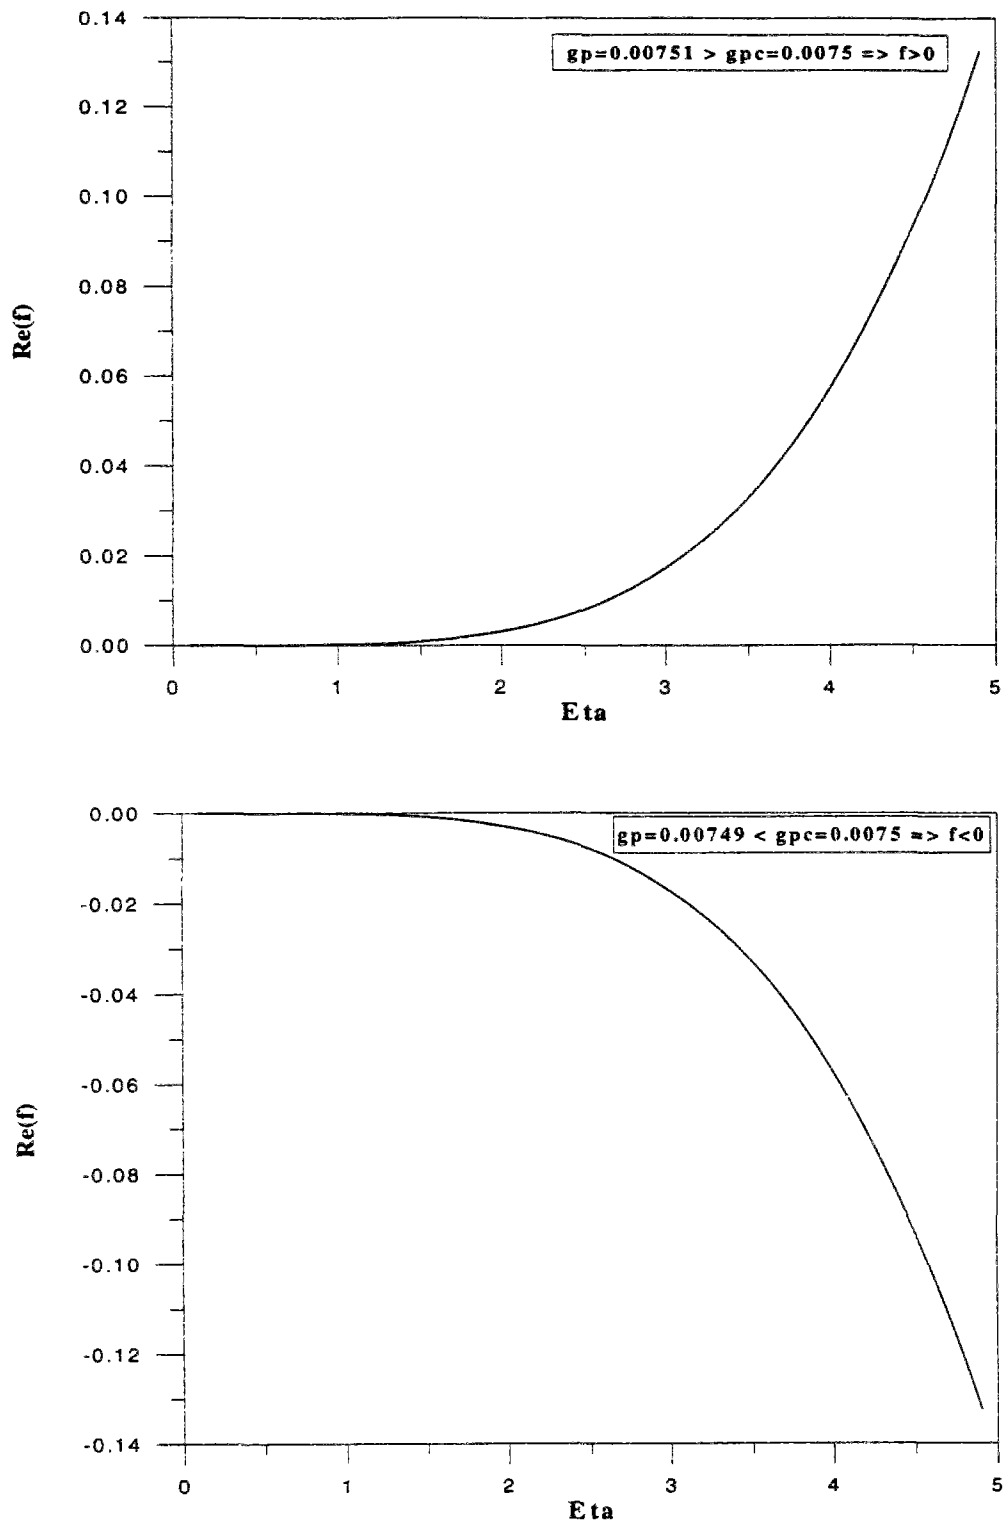 0.14
gp=0.00751 > gpc=0.0075 => f>0
0.12
0.10
0.08
Re(f)
0.06
0.04
0.02
0.00
0 1 2 3 4 5
Eta
0.00
gp=0.00749 < gpc=0.0075 => f<0
-0.02
-0.04
-0.06
Re(f)
-0.08
-0.10
-0.12
-0.14
0 1 2 3 4 5
Eta